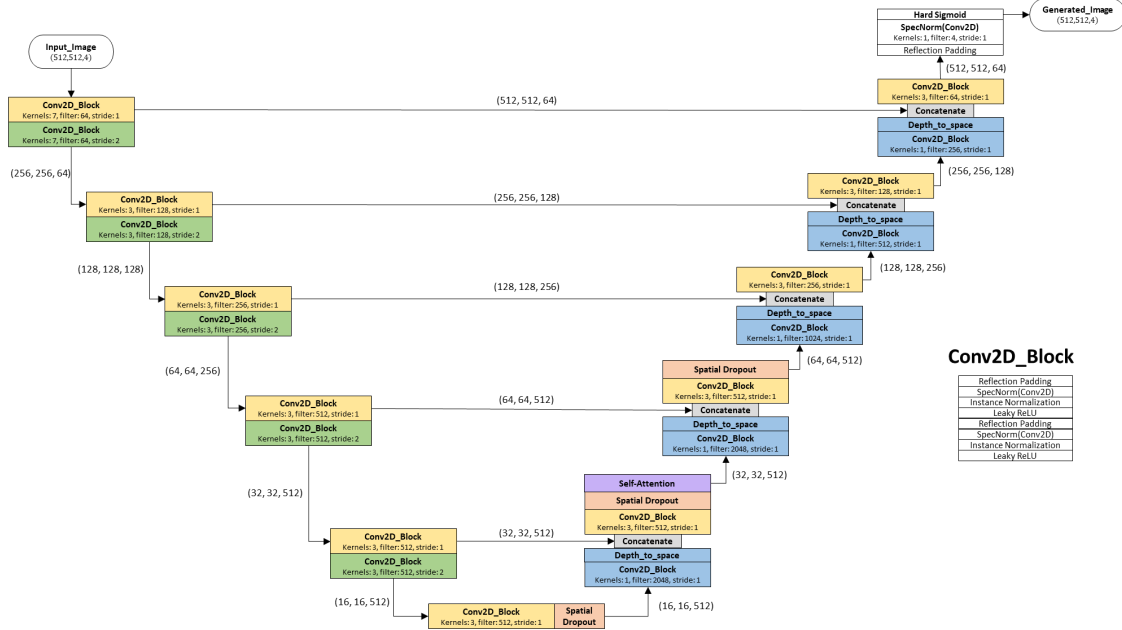 Input_Image
(512,512,4)
Hard Sigmoid
SpecNorm(Conv2D)
Kernels: 1, filter: 4, stride: 1
Reflection Padding
Generated_Image
(512,512,4)
(512, 512, 64)
Conv2D_Block
Kernels: 7, filter: 64, stride: 1
Conv2D_Block
Kernels: 7, filter: 64, stride: 2
(512, 512, 64)
Conv2D_Block
Kernels: 3, filter: 64, stride: 1
Concatenate
Depth_to_space
Conv2D_Block
Kernels: 1, filter: 256, stride: 1
(256, 256, 64)
(256, 256, 128)
Conv2D_Block
Kernels: 3, filter: 128, stride: 1
Conv2D_Block
Kernels: 3, filter: 128, stride: 2
(256, 256, 128)
Conv2D_Block
Kernels: 3, filter: 128, stride: 1
Concatenate
Depth_to_space
Conv2D_Block
Kernels: 1, filter: 512, stride: 1
(128, 128, 128)
(128, 128, 256)
Conv2D_Block
Kernels: 3, filter: 256, stride: 1
Conv2D_Block
Kernels: 3, filter: 256, stride: 2
(128, 128, 256)
Conv2D_Block
Kernels: 3, filter: 256, stride: 1
Concatenate
Depth_to_space
Conv2D_Block
Kernels: 1, filter: 1024, stride: 1
(64, 64, 256)
(64, 64, 512)
Conv2D_Block
Kernels: 3, filter: 512, stride: 1
Conv2D_Block
Kernels: 3, filter: 512, stride: 2
(64, 64, 512)
Spatial Dropout
Conv2D_Block
Kernels: 3, filter: 512, stride: 1
Concatenate
Depth_to_space
Conv2D_Block
Kernels: 1, filter: 2048, stride: 1
(32, 32, 512)
(32, 32, 512)
Conv2D_Block
Kernels: 3, filter: 512, stride: 1
Conv2D_Block
Kernels: 3, filter: 512, stride: 2
(32, 32, 512)
Self-Attention
Spatial Dropout
Conv2D_Block
Kernels: 3, filter: 512, stride: 1
Concatenate
Depth_to_space
Conv2D_Block
Kernels: 1, filter: 2048, stride: 1
(16, 16, 512)
(16, 16, 512)
Conv2D_Block
Kernels: 3, filter: 512, stride: 1
Spatial
Dropout
Conv2D_Block
Reflection Padding
SpecNorm(Conv2D)
Instance Normalization
Leaky ReLU
Reflection Padding
SpecNorm(Conv2D)
Instance Normalization
Leaky ReLU